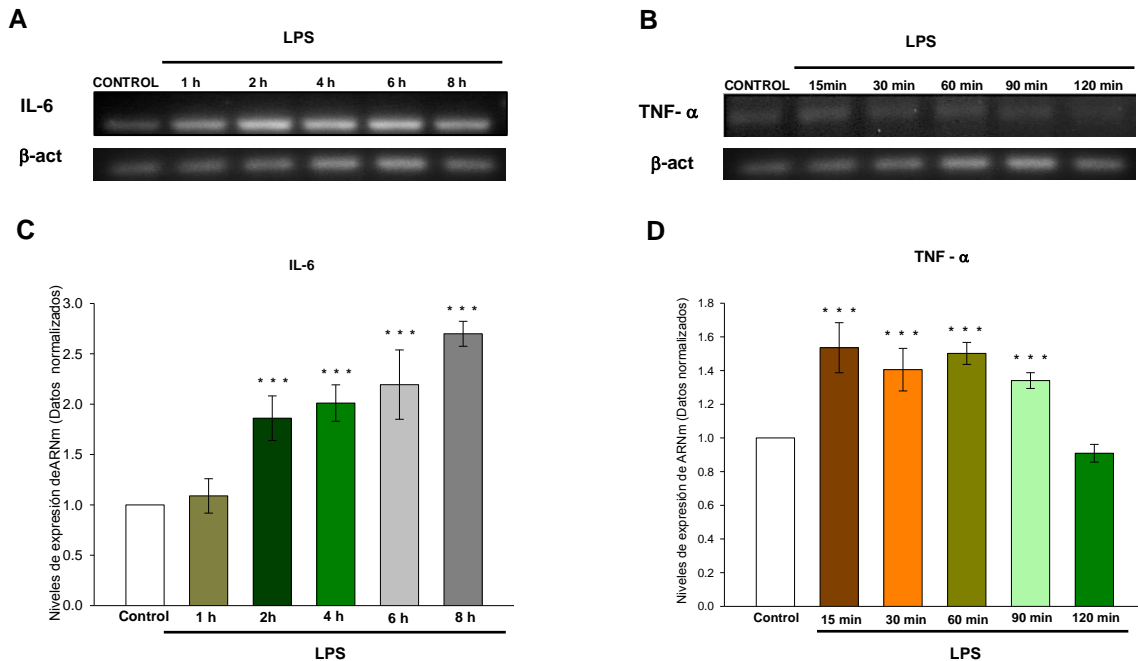 A
LPS
CONTROL 1 h 2 h 4 h 6 h 8 h
IL-6
β-act
B
LPS
CONTROL 15min 30 min 60 min 90 min 120 min
TNF- α
β-act
C
IL-6
Niveles de expresión deARNm (Datos normalizados)
3.0
2.5
2.0
1.5
1.0
0.5
0.0
* * *
* * *
* * *
* * *
Control 1 h 2h 4 h 6 h 8 h
LPS
D
TNF - α
Niveles de expresión de ARNm (Datos normalizados)
1.8
1.6
1.4
1.2
1.0
0.8
0.6
0.4
0.2
0.0
* * *
* * *
* * *
* * *
Control 15 min 30 min 60 min 90 min 120 min
LPS